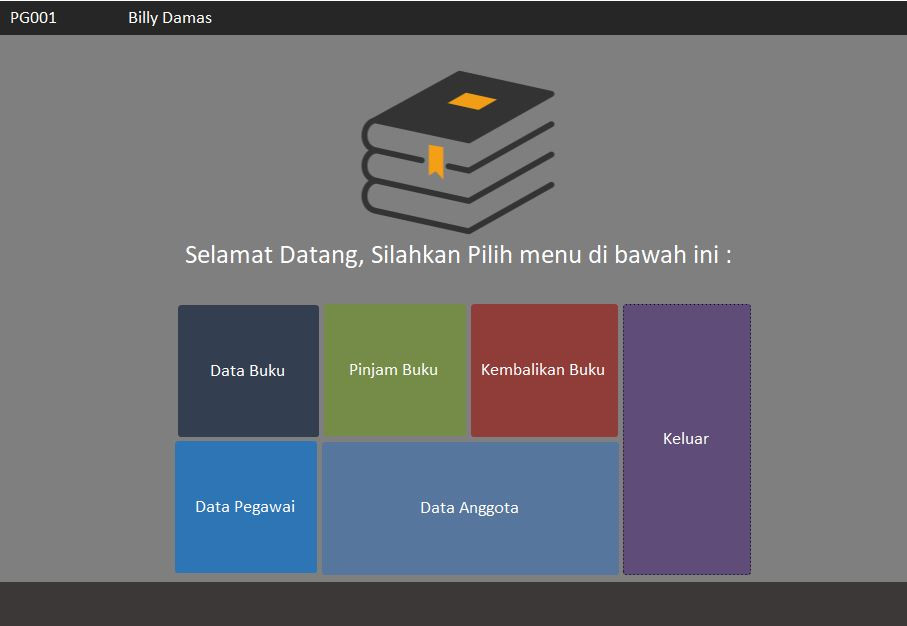 PG001 Billy Damas
Selamat Datang, Silahkan Pilih menu di bawah ini :
Data Buku
Pinjam Buku
Kembalikan Buku
Keluar
Data Pegawai
Data Anggota